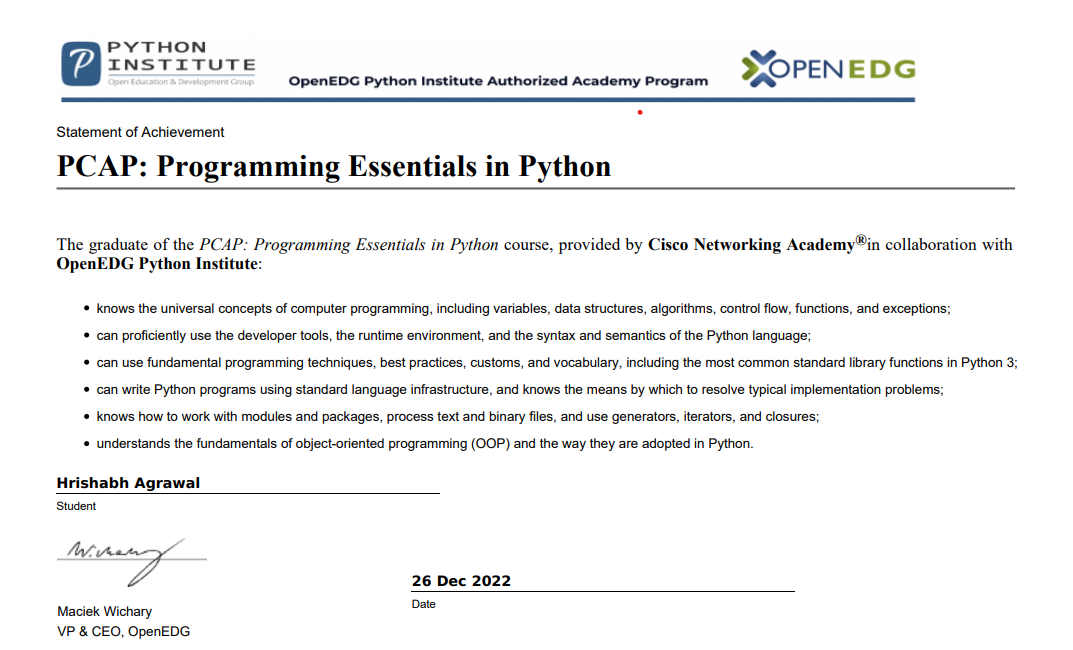 PYTHON
INSTITUTE
Open Education & Development Group
OpenEDG Python Institute Authorized Academy Program
OPENEDG
Statement of Achievement
PCAP: Programming Essentials in Python
The graduate of the PCAP: Programming Essentials in Python course, provided by Cisco Networking Academy®in collaboration with
OpenEDG Python Institute:
• knows the universal concepts of computer programming, including variables, data structures, algorithms, control flow, functions, and exceptions;
• can proficiently use the developer tools, the runtime environment, and the syntax and semantics of the Python language;
• can use fundamental programming techniques, best practices, customs, and vocabulary, including the most common standard library functions in Python 3;
• can write Python programs using standard language infrastructure, and knows the means by which to resolve typical implementation problems;
• knows how to work with modules and packages, process text and binary files, and use generators, iterators, and closures;
• understands the fundamentals of object-oriented programming (OOP) and the way they are adopted in Python.
Hrishabh Agrawal
Student
26 Dec 2022
Date
Maciek Wichary
VP & CEO, OpenEDG